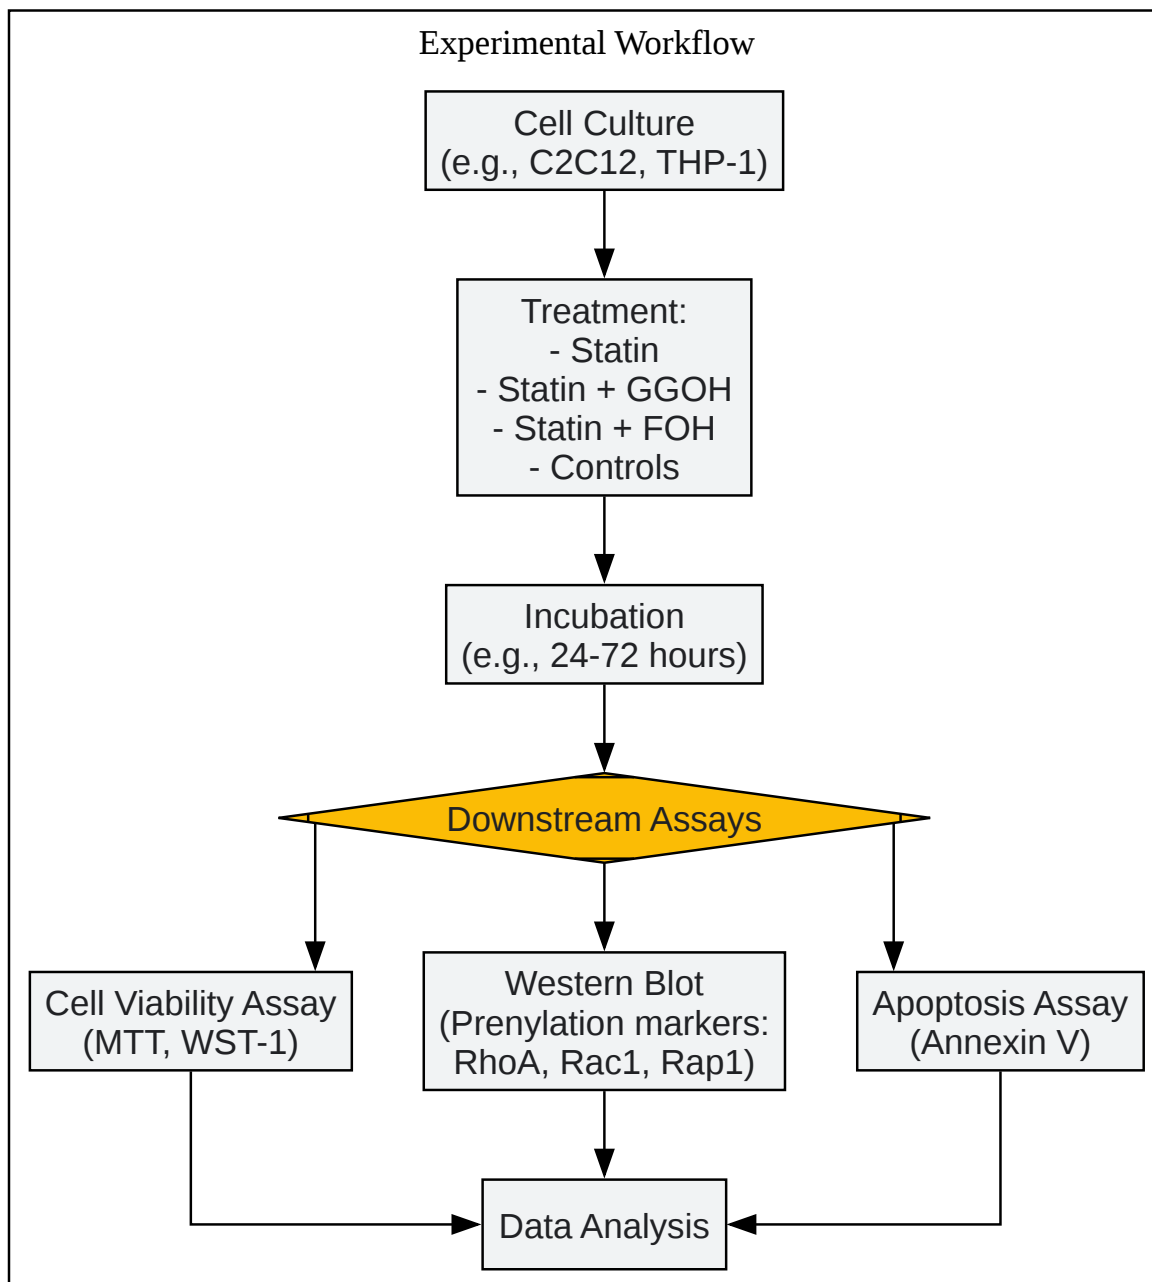 Experimental Workflow
Cell Culture
(e.g., C2C12, THP-1)
Treatment:
- Statin
- Statin + GGOH
- Statin + FOH
- Controls
Incubation
(e.g., 24-72 hours)
Downstream Assays
Cell Viability Assay
(MTT, WST-1)
Western Blot
(Prenylation markers:
RhoA, Rac1, Rap1)
Apoptosis Assay
(Annexin V)
Data Analysis